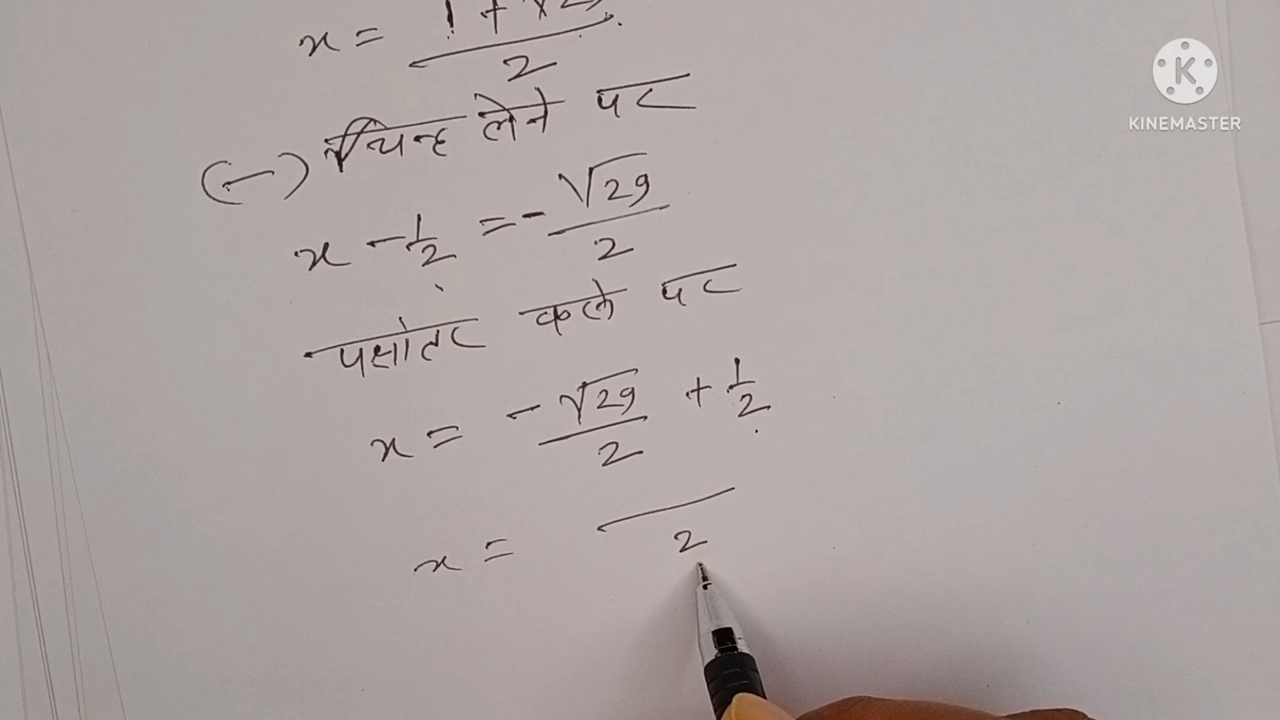 x = 1 + √29 / 2
(-) चिन्ह लेने पर
x - 1/2 = - √29 / 2
पक्षांतर करने पर
x = - √29 / 2 + 1/2
x = / 2
KINEMASTER